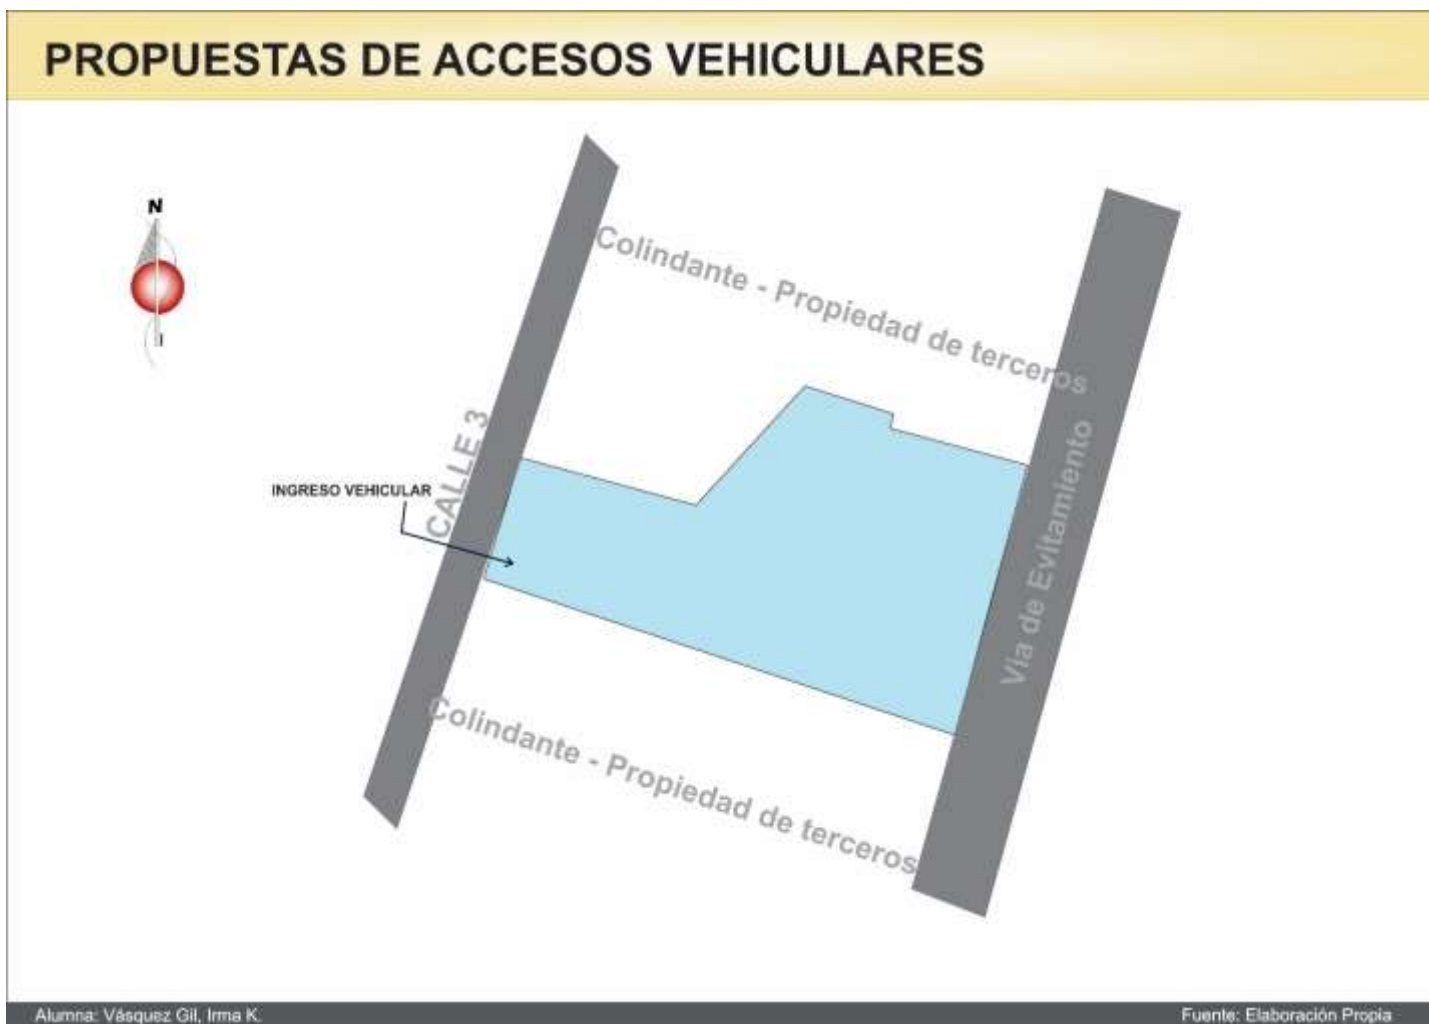 PROPUESTAS DE ACCESOS VEHICULARES
N
Colindante - Propiedad de terceros
CALLE 3
INGRESO VEHICULAR
Via de Evitamiento
Colindante - Propiedad de terceros
Alumna: Vásquez Gil, Irma K.
Fuente: Elaboración Propia